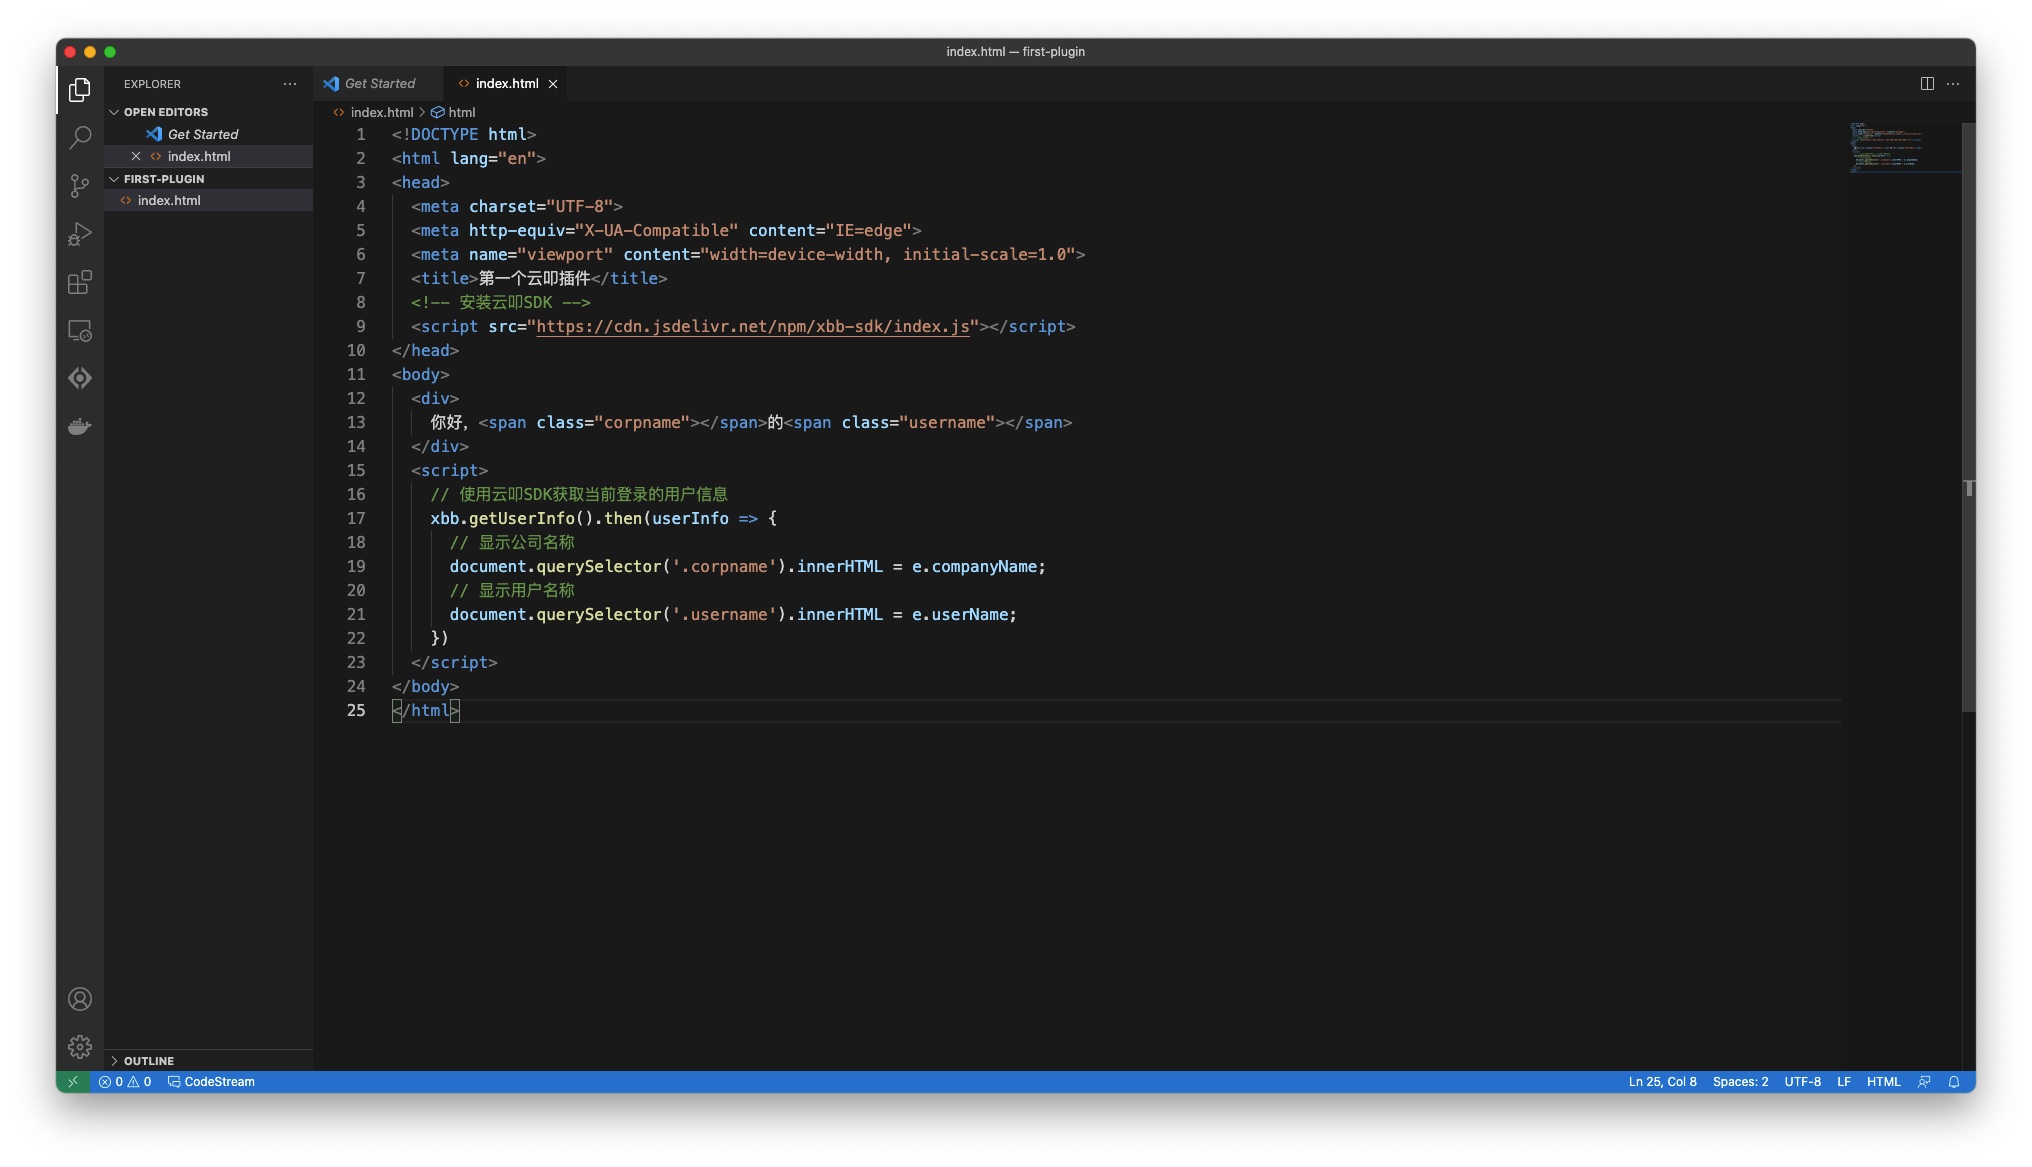 index.html — first-plugin
EXPLORER
Get Started
index.html
OPEN EDITORS
Get Started
index.html
FIRST-PLUGIN
index.html
index.html > html
1 <!DOCTYPE html>
2 <html lang="en">
3 <head>
4 <meta charset="UTF-8">
5 <meta http-equiv="X-UA-Compatible" content="IE=edge">
6 <meta name="viewport" content="width=device-width, initial-scale=1.0">
7 <title>第一个云叩插件</title>
8 <!-- 安装云叩SDK -->
9 <script src="https://cdn.jsdelivr.net/npm/xbb-sdk/index.js"></script>
10 </head>
11 <body>
12 <div>
13 你好，<span class="corpname"></span>的<span class="username"></span>
14 </div>
15 <script>
16 // 使用云叩SDK获取当前登录的用户信息
17 xbb.getUserInfo().then(userInfo => {
18 // 显示公司名称
19 document.querySelector('.corpname').innerHTML = e.companyName;
20 // 显示用户名称
21 document.querySelector('.username').innerHTML = e.userName;
22 })
23 </script>
24 </body>
25 </html>
OUTLINE
0 0 CodeStream
Ln 25, Col 8 Spaces: 2 UTF-8 LF HTML